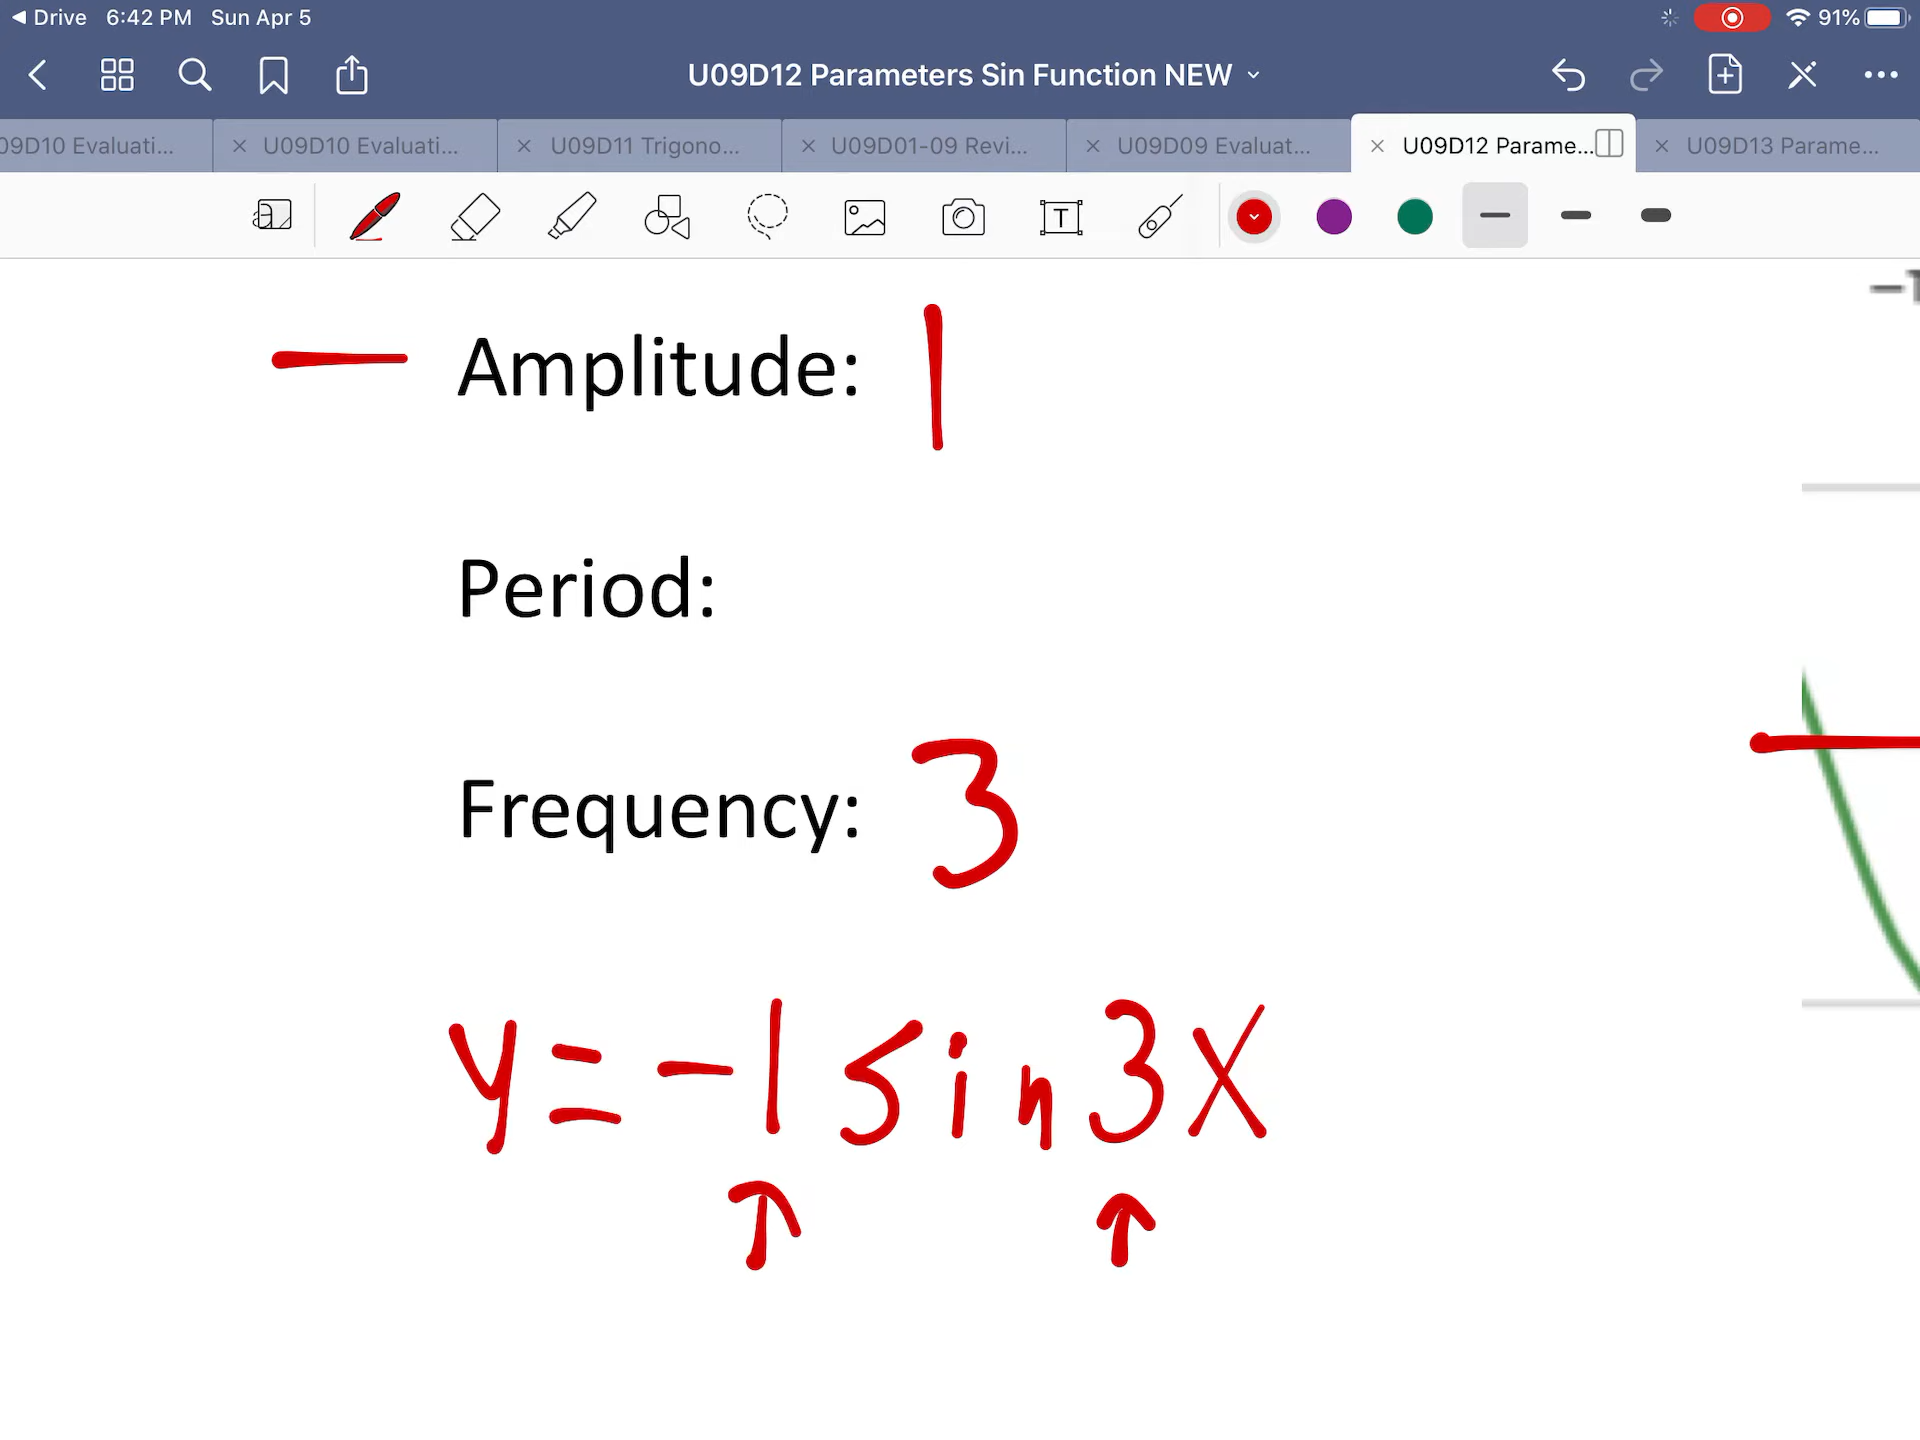 Drive 6:42 PM Sun Apr 5 91%
U09D12 Parameters Sin Function NEW
09D10 Evaluati... U09D10 Evaluati... U09D11 Trigono... U09D01-09 Revi... U09D09 Evaluat... U09D12 Parame... U09D13 Parame...
a T
— Amplitude: 1
Period:
Frequency: 3
y = -1 sin 3x